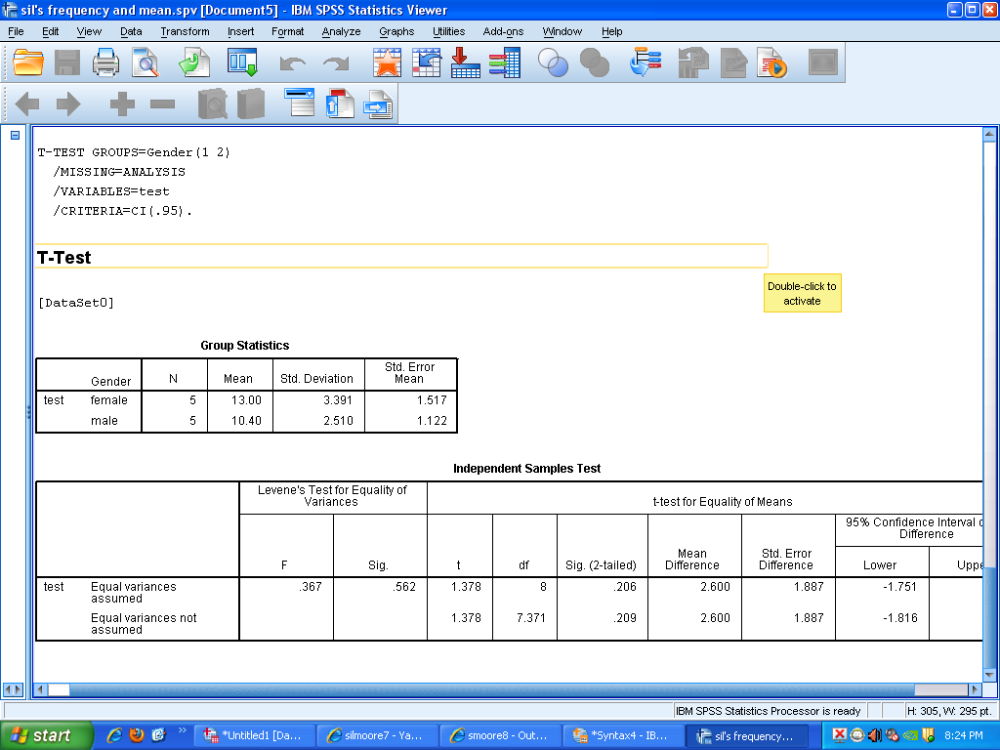 sil's frequency and mean.spv [Document5] - IBM SPSS Statistics Viewer
File Edit View Data Transform Insert Format Analyze Graphs Utilities Add-ons Window Help
T-TEST GROUPS=Gender(1 2)
/MISSING=ANALYSIS
/VARIABLES=test
/CRITERIA=CI(.95).
T-Test
Double-click to
activate
[DataSet0]
Group Statistics
Gender N Mean Std. Deviation Std. Error Mean
test female 5 13.00 3.391 1.517
male 5 10.40 2.510 1.122
Independent Samples Test
Levene's Test for Equality of Variances
t-test for Equality of Means
95% Confidence Interval o
Difference
F Sig. t df Sig. (2-tailed) Mean Difference Std. Error Difference Lower Uppe
test Equal variances assumed .367 .562 1.378 8 .206 2.600 1.887 -1.751
Equal variances not assumed 1.378 7.371 .209 2.600 1.887 -1.816
IBM SPSS Statistics Processor is ready H: 305, W: 295 pt.
start *Untitled1 [Da... silmoore7 - Ya... smoore8 - Out... *Syntax4 - IB... sil's frequency... 8:24 PM